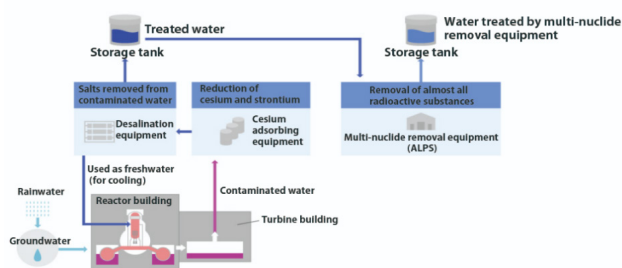 Treated water
Storage tank
Water treated by multi-nuclide
removal equipment
Storage tank
Salts removed from
contaminated water
Desalination
equipment
Reduction of
cesium and strontium
Cesium
adsorbing
equipment
Removal of almost all
radioactive substances
Multi-nuclide removal equipment
(ALPS)
Used as freshwater
(for cooling)
Contaminated water
Rainwater
Reactor building
Turbine building
Groundwater